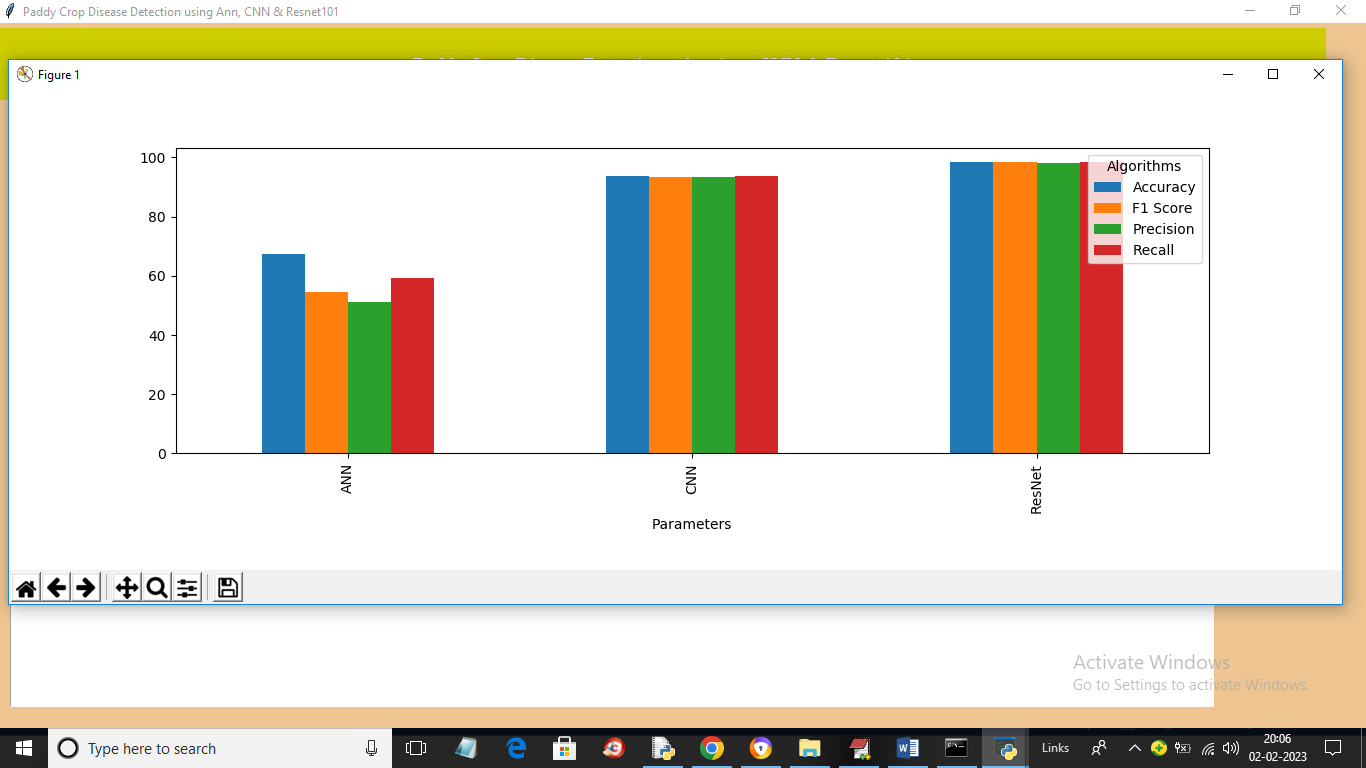 Paddy Crop Disease Detection using Ann, CNN & Resnet101
Figure 1
100
80
60
40
20
0
Algorithms
Accuracy
F1 Score
Precision
Recall
ANN
CNN
ResNet
Parameters
Activate Windows
Go to Settings to activate Windows.
Type here to search
Links
20:06
02-02-2023